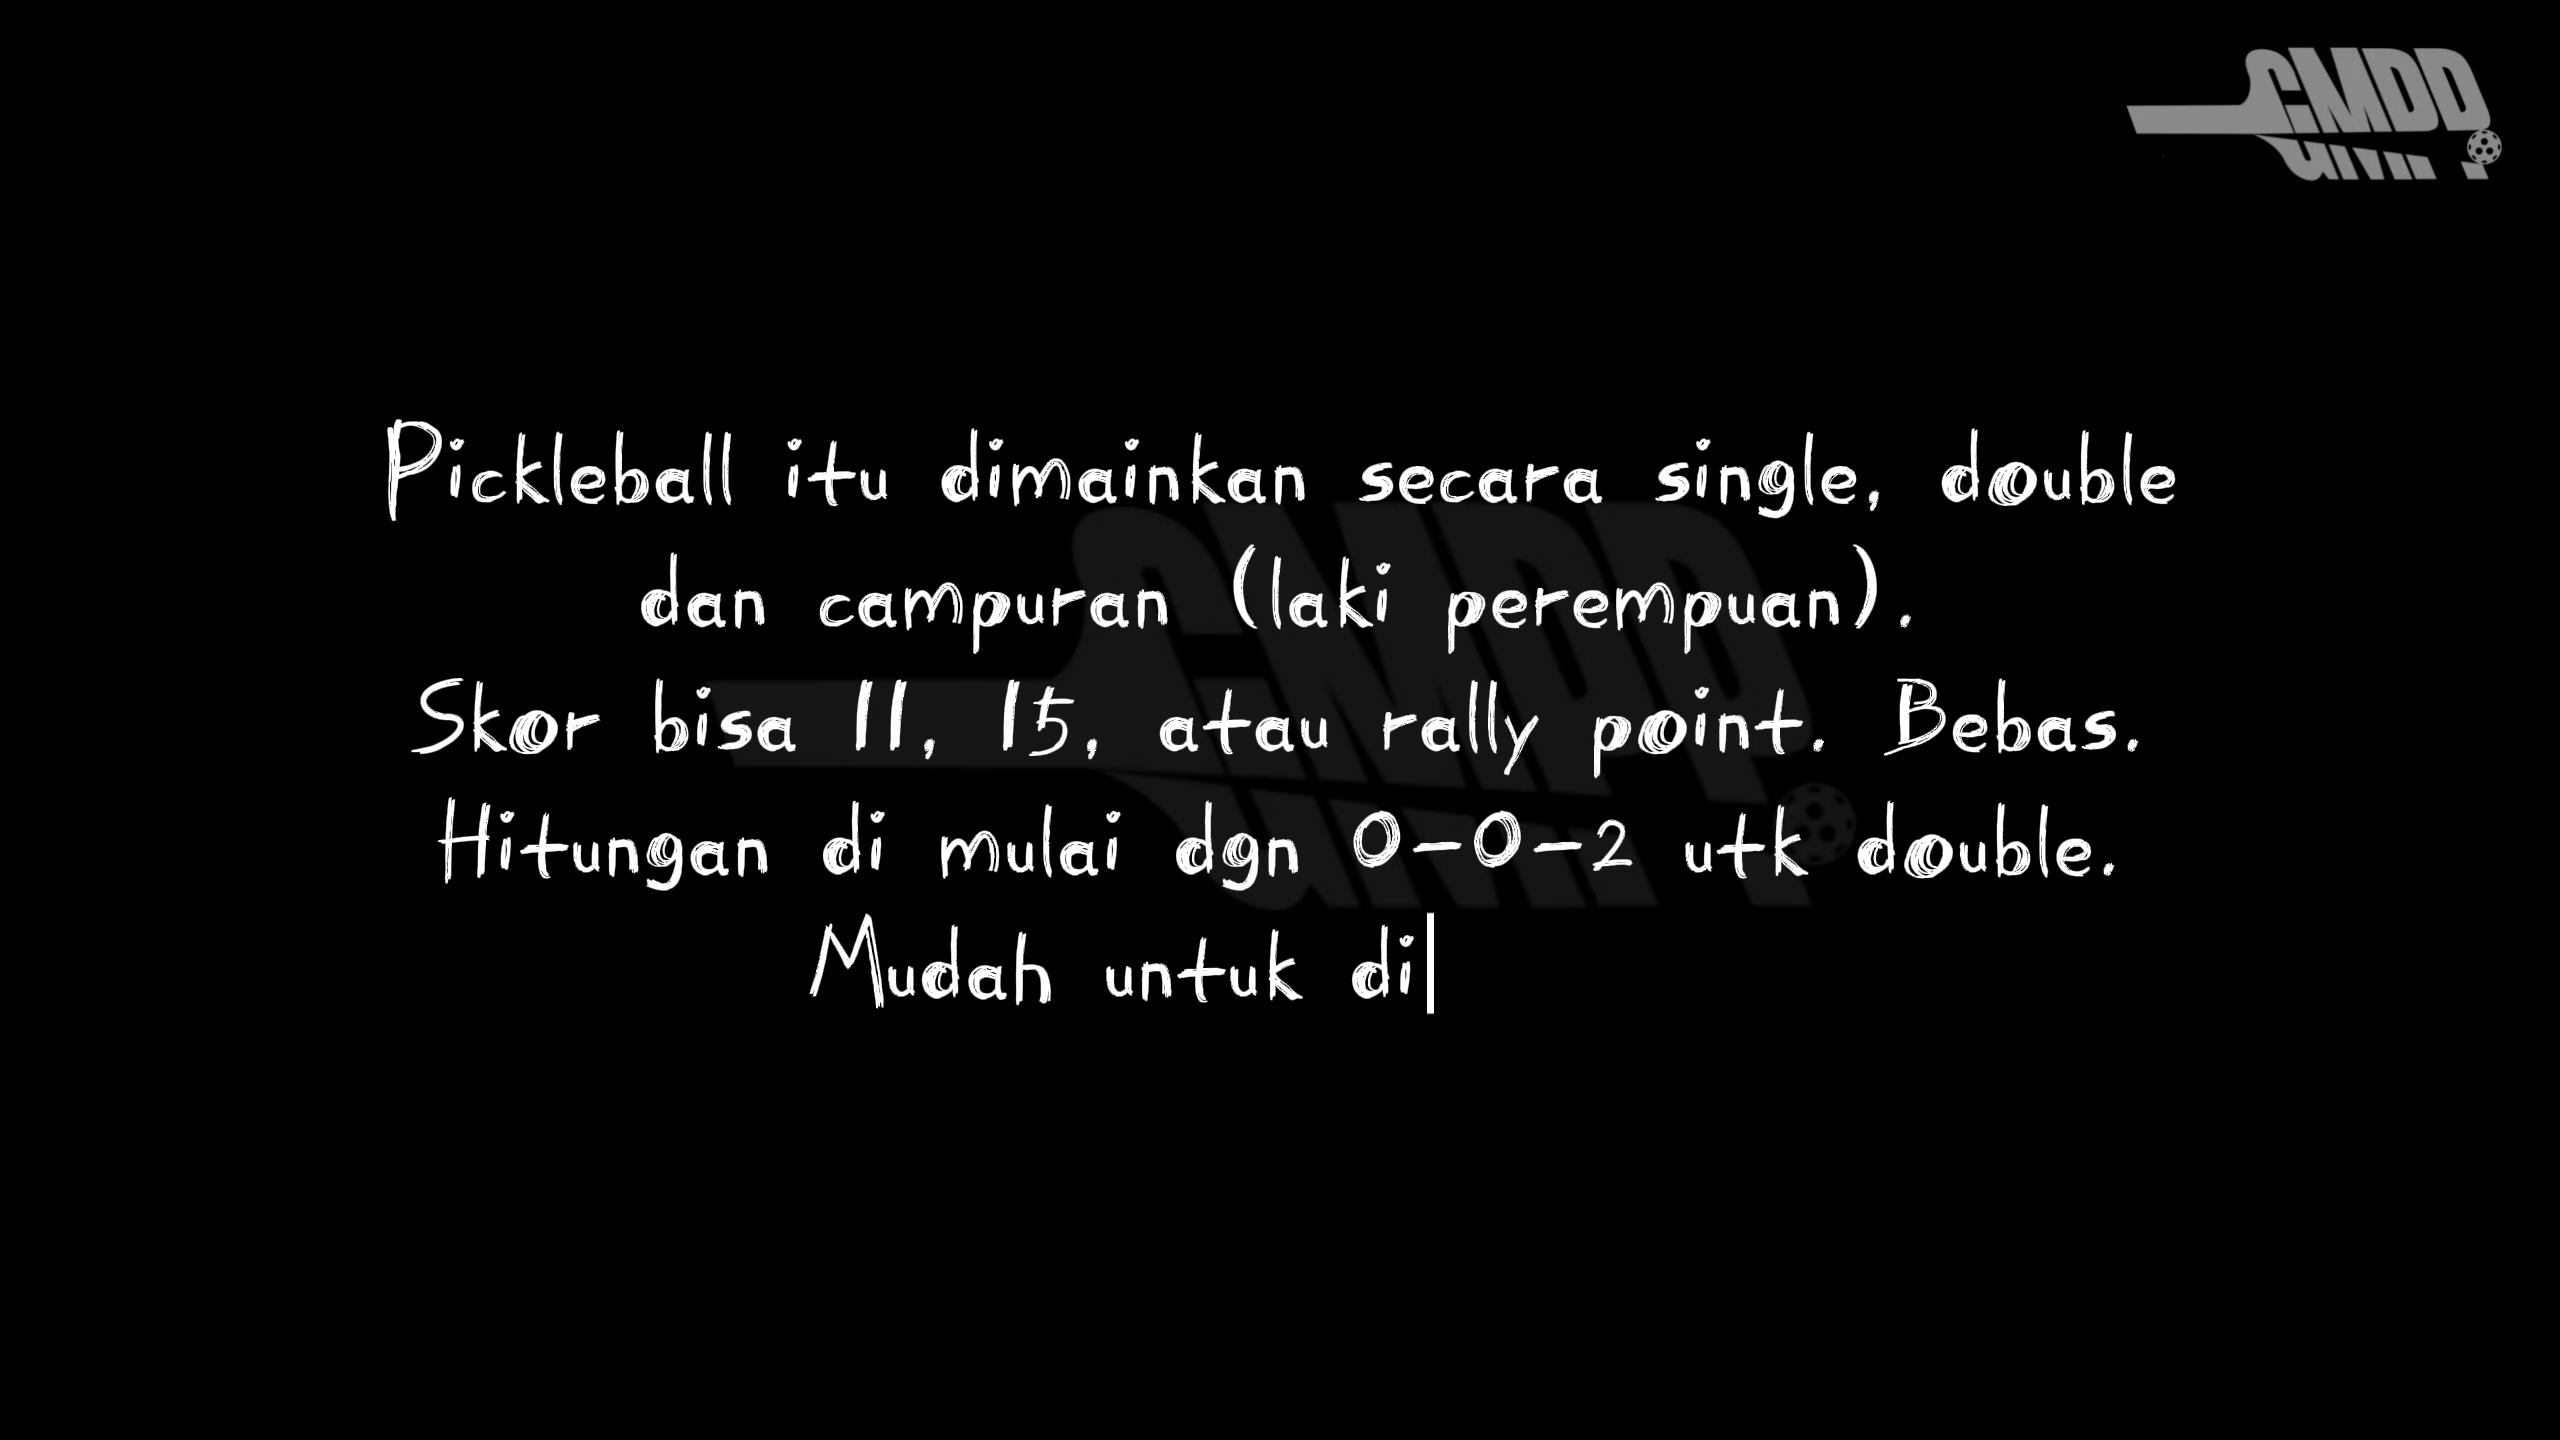 Pickleball itu dimainkan secara single, double
dan campuran (laki perempuan).
Skor bisa 11, 15, atau rally point. Bebas.
Hitungan di mulai dgn 0-0-2 utk double.
Mudah untuk di